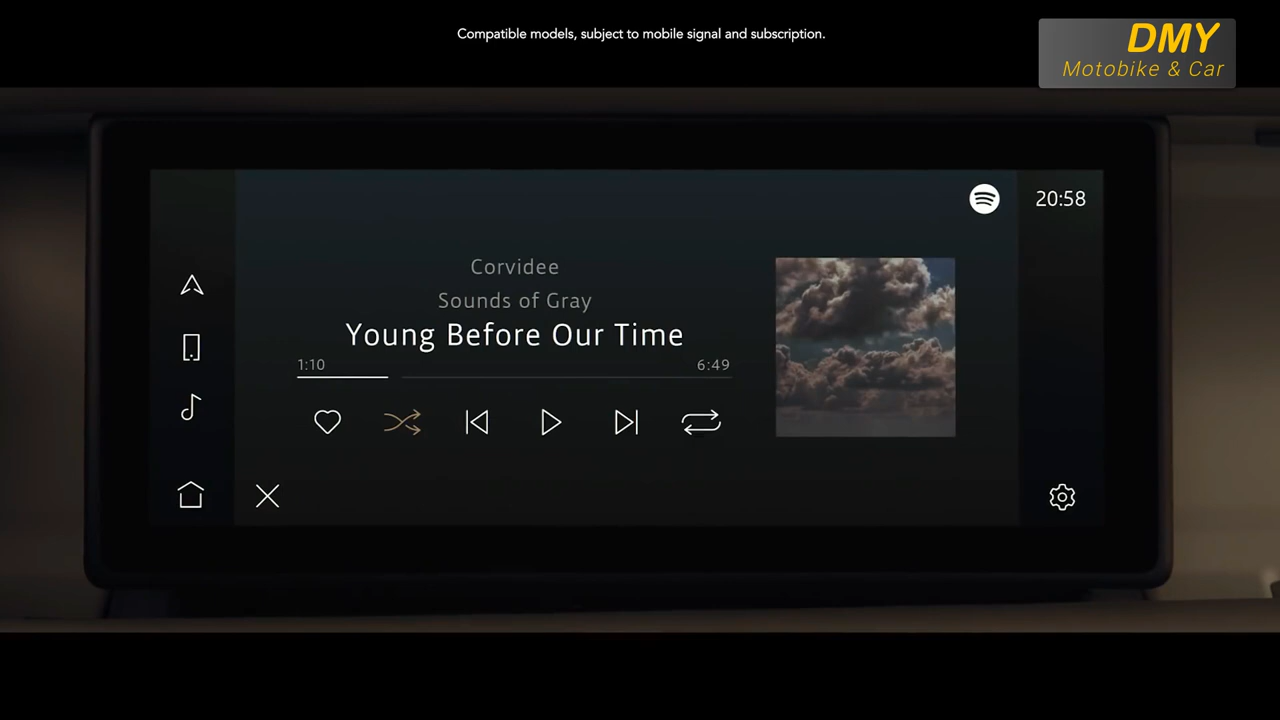 Compatible models, subject to mobile signal and subscription.
DMY
Motobike & Car
20:58
Corvidee
Sounds of Gray
Young Before Our Time
1:10
6:49